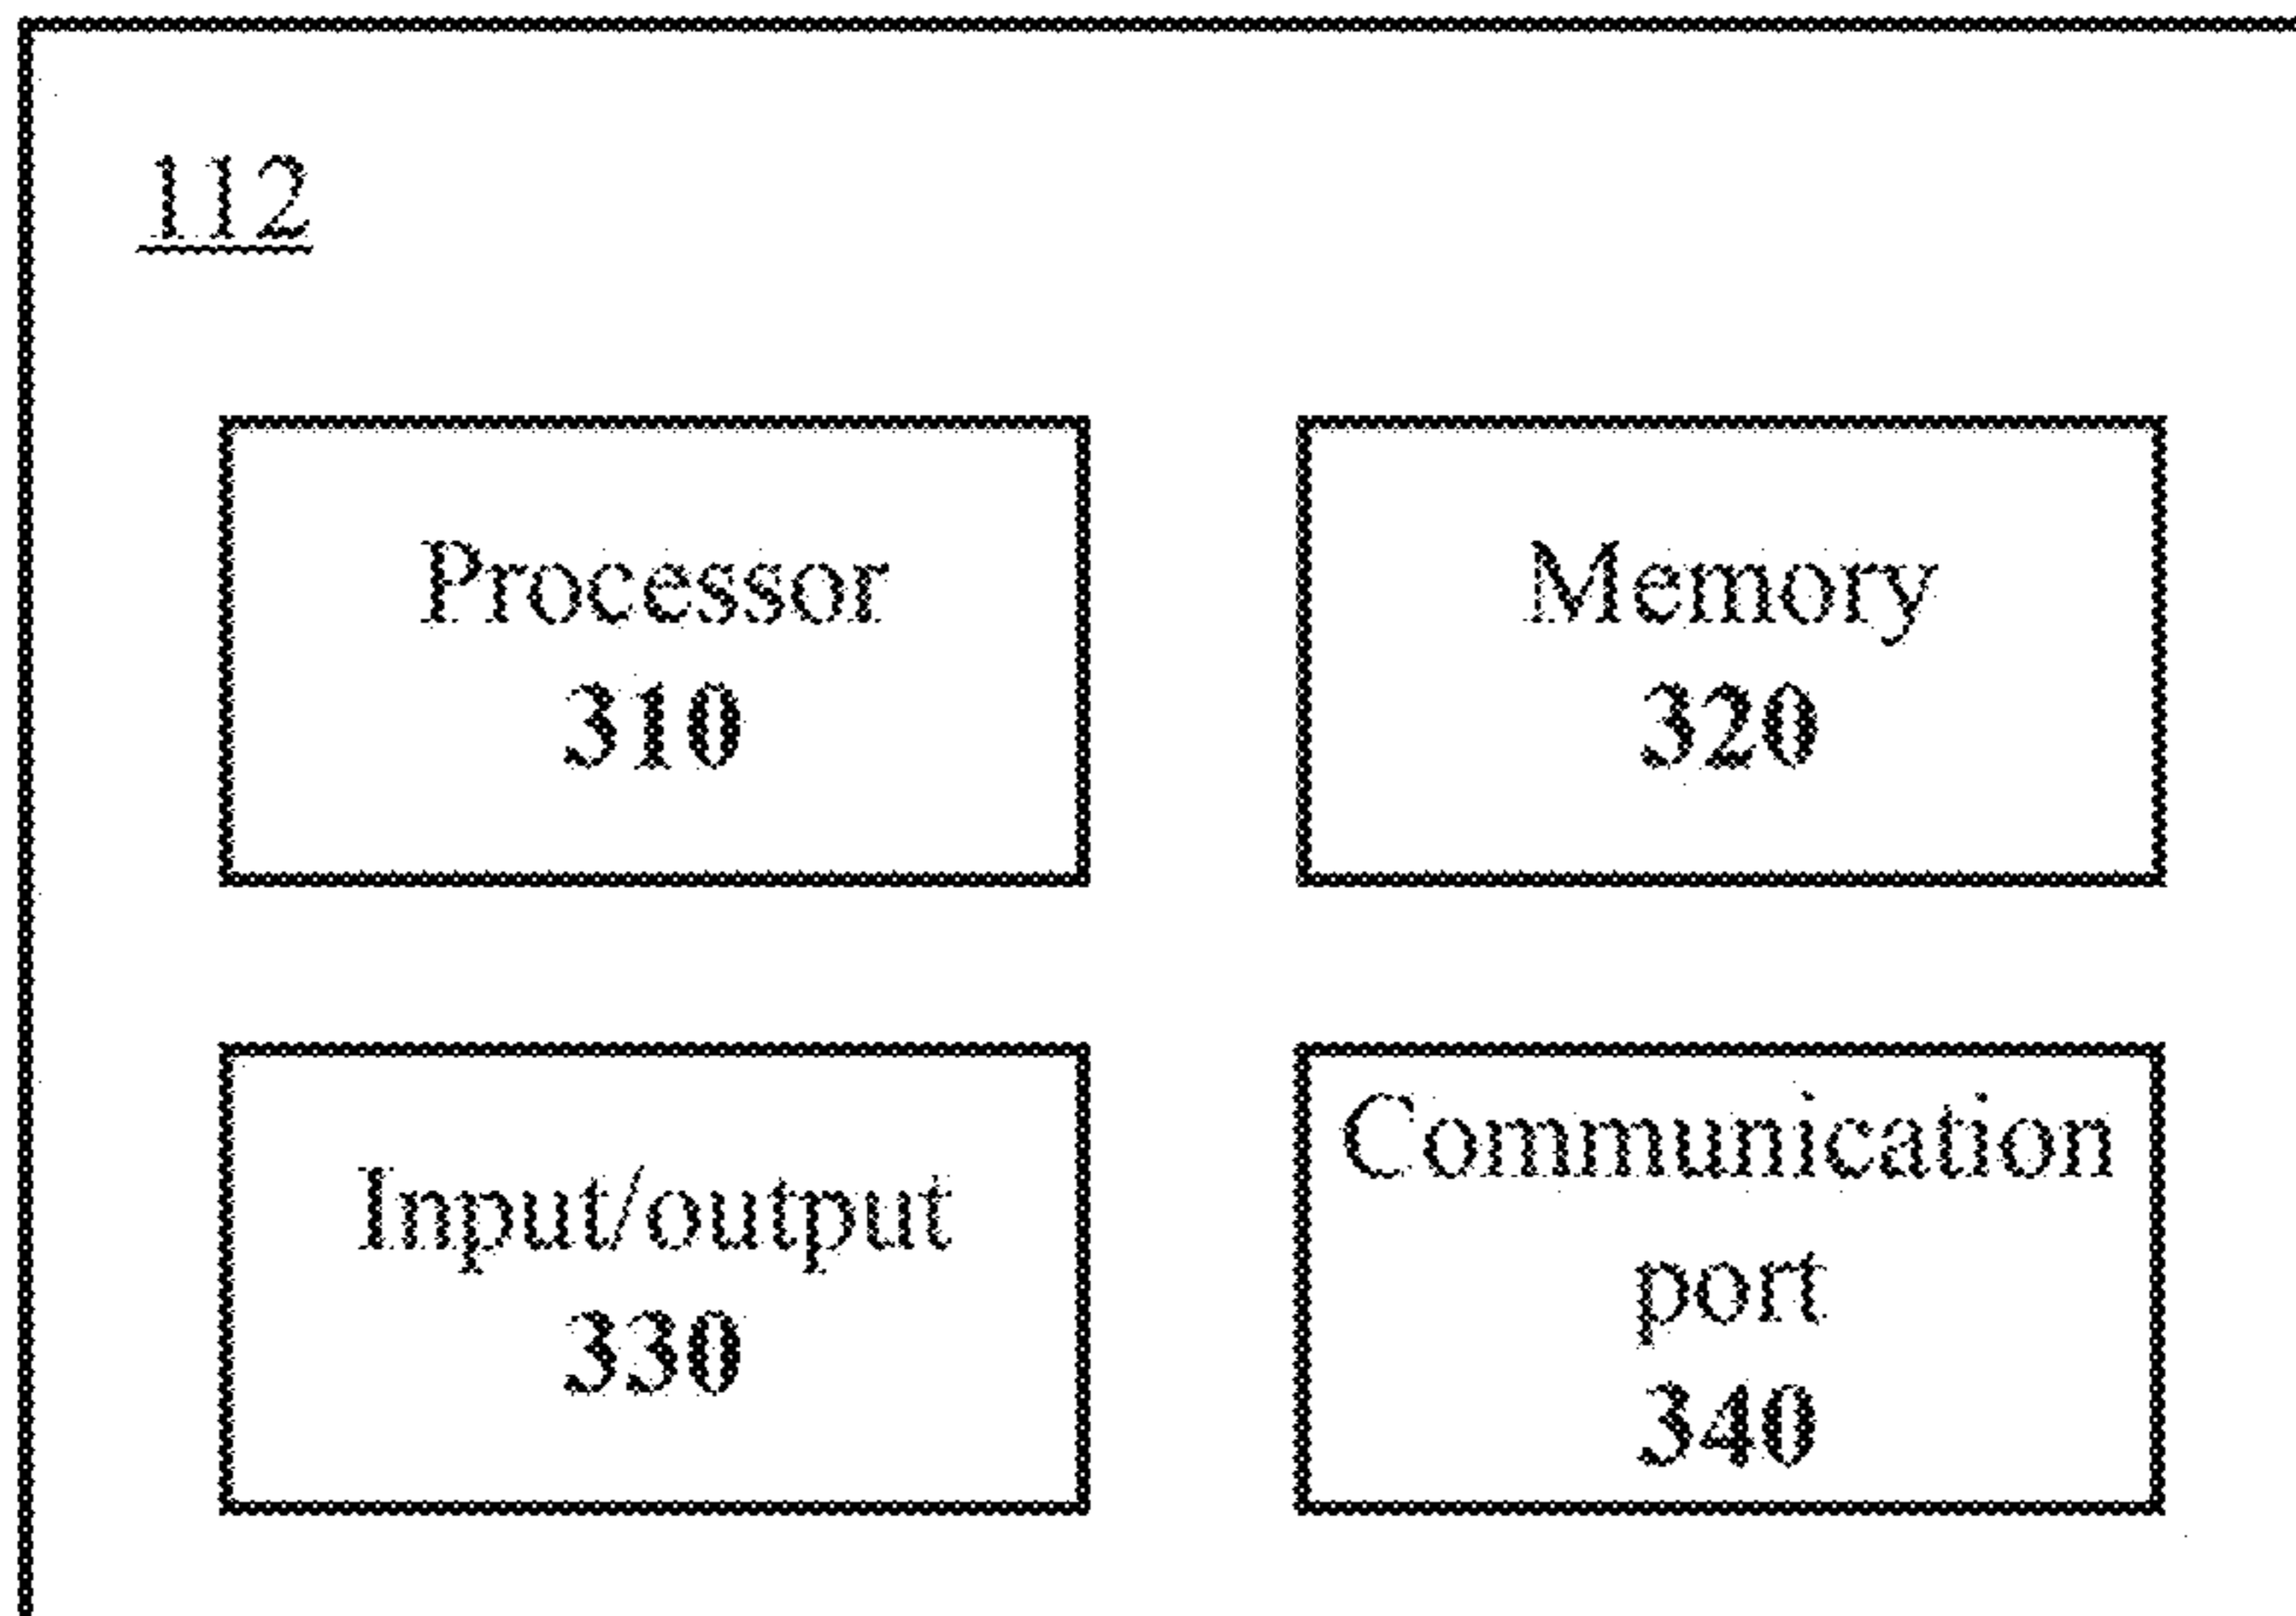 112
Processor
310
Memory
320
Input/output
330
Communication
port
340